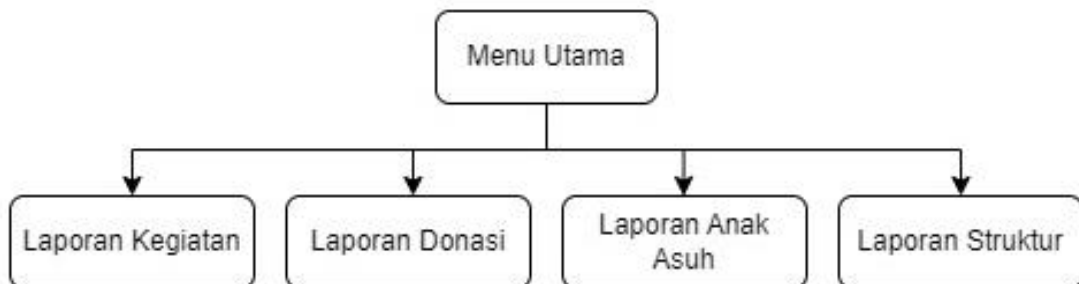 Menu Utama
Laporan Kegiatan
Laporan Donasi
Laporan Anak
Asuh
Laporan Struktur